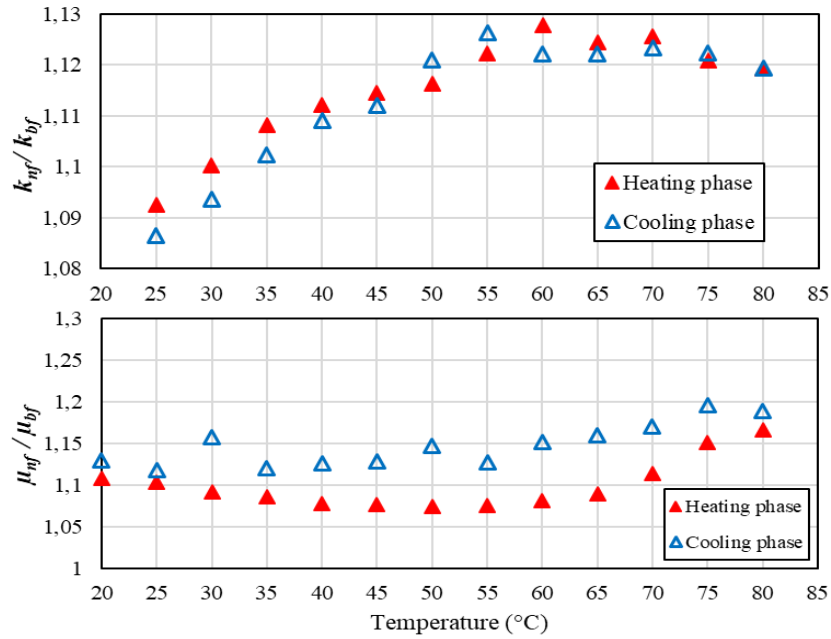 1,13
1,12
1,11
1,1
1,09
1,08
k_nf / k_bf
Heating phase
Cooling phase
20 25 30 35 40 45 50 55 60 65 70 75 80 85
1,3
1,25
1,2
1,15
1,1
1,05
1
μ_nf / μ_bf
Heating phase
Cooling phase
20 25 30 35 40 45 50 55 60 65 70 75 80 85
Temperature (°C)